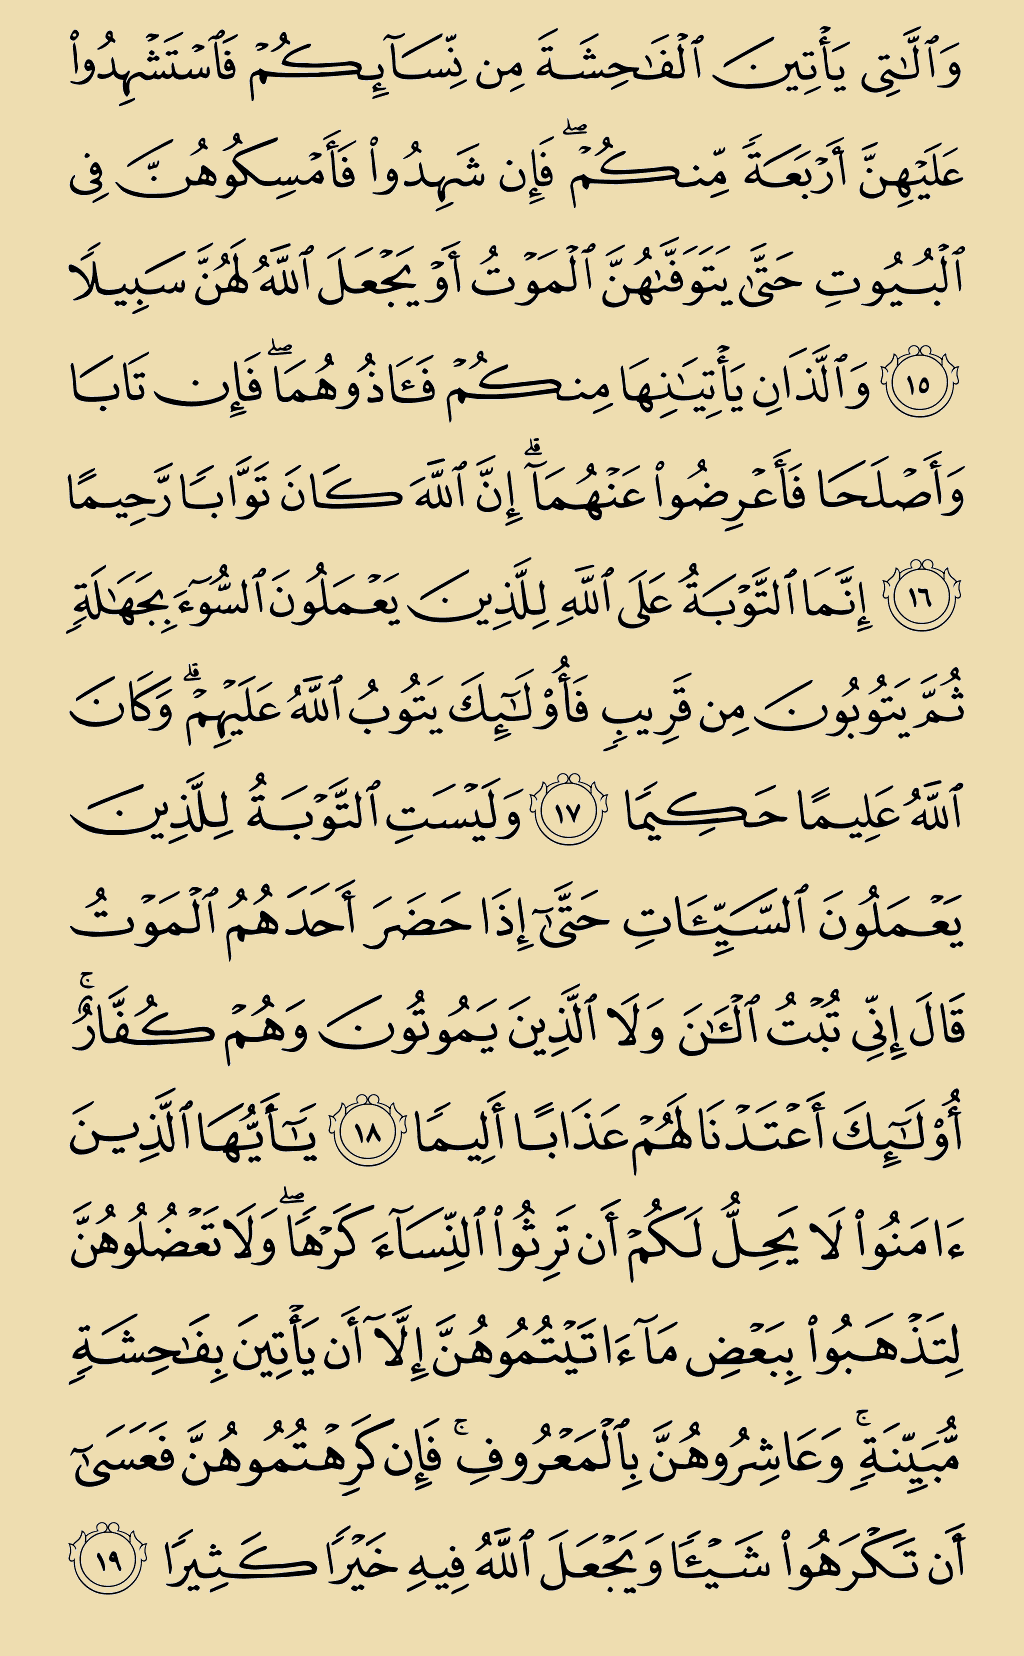 وَٱلَّٰتِى يَأْتِينَ ٱلْفَٰحِشَةَ مِن نِّسَآئِكُمْ فَٱسْتَشْهِدُوا۟
عَلَيْهِنَّ أَرْبَعَةً مِّنكُمْ ۖ فَإِن شَهِدُوا۟ فَأَمْسِكُوهُنَّ فِى
ٱلْبُيُوتِ حَتَّىٰ يَتَوَفَّىٰهُنَّ ٱلْمَوْتُ أَوْ يَجْعَلَ ٱللَّهُ لَهُنَّ سَبِيلًا
١٥ وَٱلَّذَانِ يَأْتِيَٰنِهَا مِنكُمْ فَـَٔاذُوهُمَا ۖ فَإِن تَابَا
وَأَصْلَحَا فَأَعْرِضُوا۟ عَنْهُمَآ ۗ إِنَّ ٱللَّهَ كَانَ تَوَّابًا رَّحِيمًا
١٦ إِنَّمَا ٱلتَّوْبَةُ عَلَى ٱللَّهِ لِلَّذِينَ يَعْمَلُونَ ٱلسُّوٓءَ بِجَهَٰلَةٍ
ثُمَّ يَتُوبُونَ مِن قَرِيبٍ فَأُو۟لَٰٓئِكَ يَتُوبُ ٱللَّهُ عَلَيْهِمْ ۗ وَكَانَ
ٱللَّهُ عَلِيمًا حَكِيمًا ١٧ وَلَيْسَتِ ٱلتَّوْبَةُ لِلَّذِينَ
يَعْمَلُونَ ٱلسَّيِّـَٔاتِ حَتَّىٰٓ إِذَا حَضَرَ أَحَدَهُمُ ٱلْمَوْتُ
قَالَ إِنِّى تُبْتُ ٱلْـَٰٔنَ وَلَا ٱلَّذِينَ يَمُوتُونَ وَهُمْ كُفَّارٌ ۚ
أُو۟لَٰٓئِكَ أَعْتَدْنَا لَهُمْ عَذَابًا أَلِيمًا ١٨ يَٰٓأَيُّهَا ٱلَّذِينَ
ءَامَنُوا۟ لَا يَحِلُّ لَكُمْ أَن تَرِثُوا۟ ٱلنِّسَآءَ كَرْهًا ۖ وَلَا تَعْضُلُوهُنَّ
لِتَذْهَبُوا۟ بِبَعْضِ مَآ ءَاتَيْتُمُوهُنَّ إِلَّآ أَن يَأْتِينَ بِفَٰحِشَةٍ
مُّبَيِّنَةٍ ۚ وَعَاشِرُوهُنَّ بِٱلْمَعْرُوفِ ۚ فَإِن كَرِهْتُمُوهُنَّ فَعَسَىٰٓ
أَن تَكْرَهُوا۟ شَيْـًٔا وَيَجْعَلَ ٱللَّهُ فِيهِ خَيْرًا كَثِيرًا ١٩